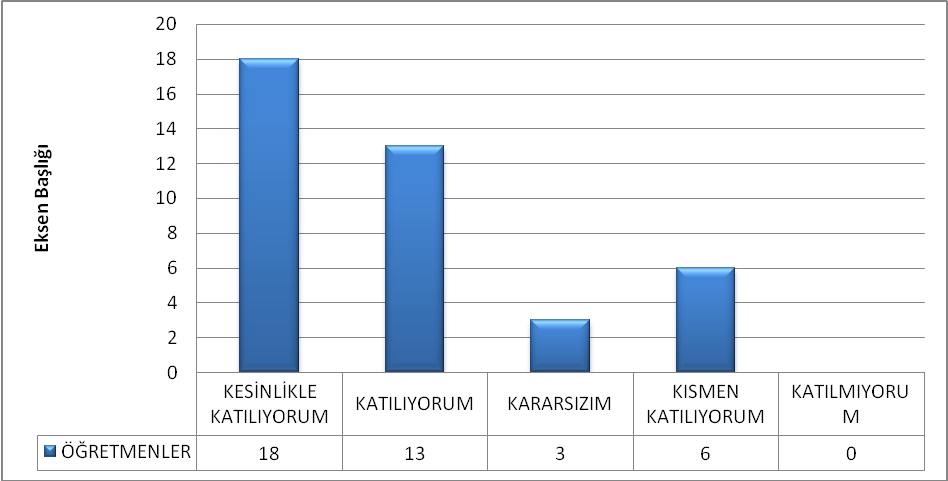 Eksen Başlığı
20
18
16
14
12
10
8
6
4
2
0
KESİNLİKLE
KATILIYORUM
KATILIYORUM
KARARSIZIM
KISMEN
KATILIYORUM
KATILMIYORU
M
ÖĞRETMENLER 18 13 3 6 0